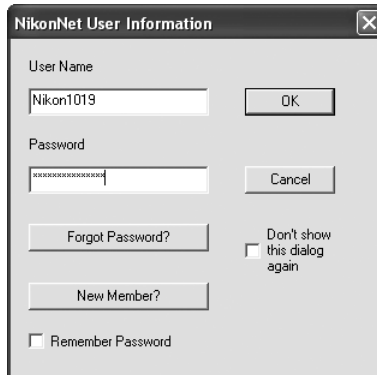 NikonNet User Information
User Name
Nikon1019
OK
Password
xxxxxxxxxxxxxxx
Cancel
Forgot Password?
Don't show
this dialog
again
New Member?
Remember Password